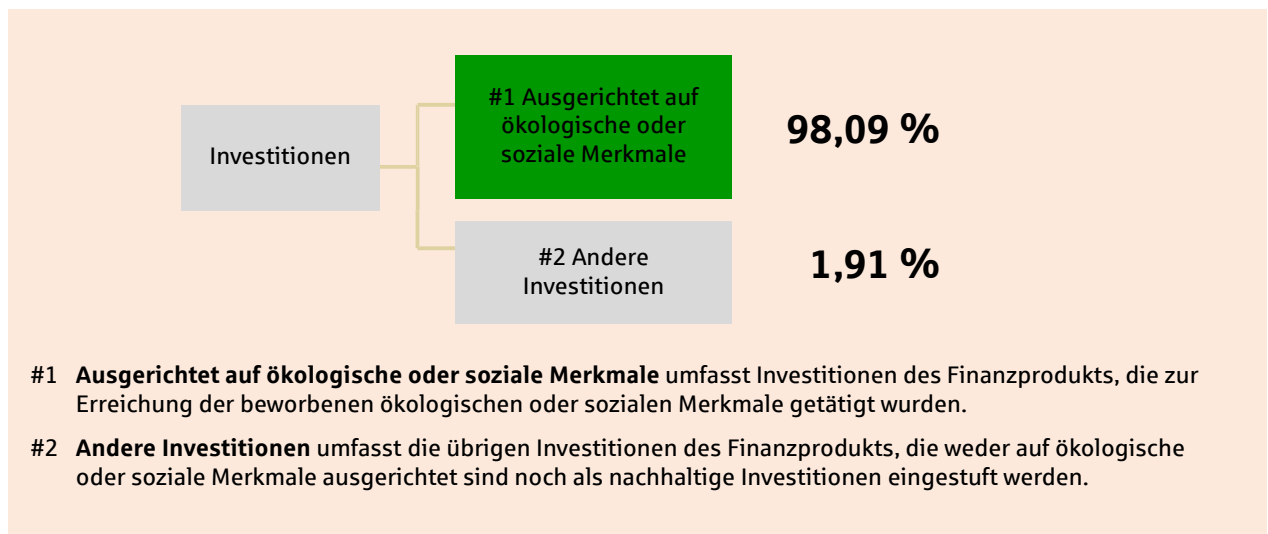 #1 Ausgerichtet auf
ökologische oder
soziale Merkmale
98,09 %
Investitionen
#2 Andere
Investitionen
1,91 %
#1 Ausgerichtet auf ökologische oder soziale Merkmale umfasst Investitionen des Finanzprodukts, die zur
Erreichung der beworbenen ökologischen oder sozialen Merkmale getätigt wurden.
#2 Andere Investitionen umfasst die übrigen Investitionen des Finanzprodukts, die weder auf ökologische
oder soziale Merkmale ausgerichtet sind noch als nachhaltige Investitionen eingestuft werden.